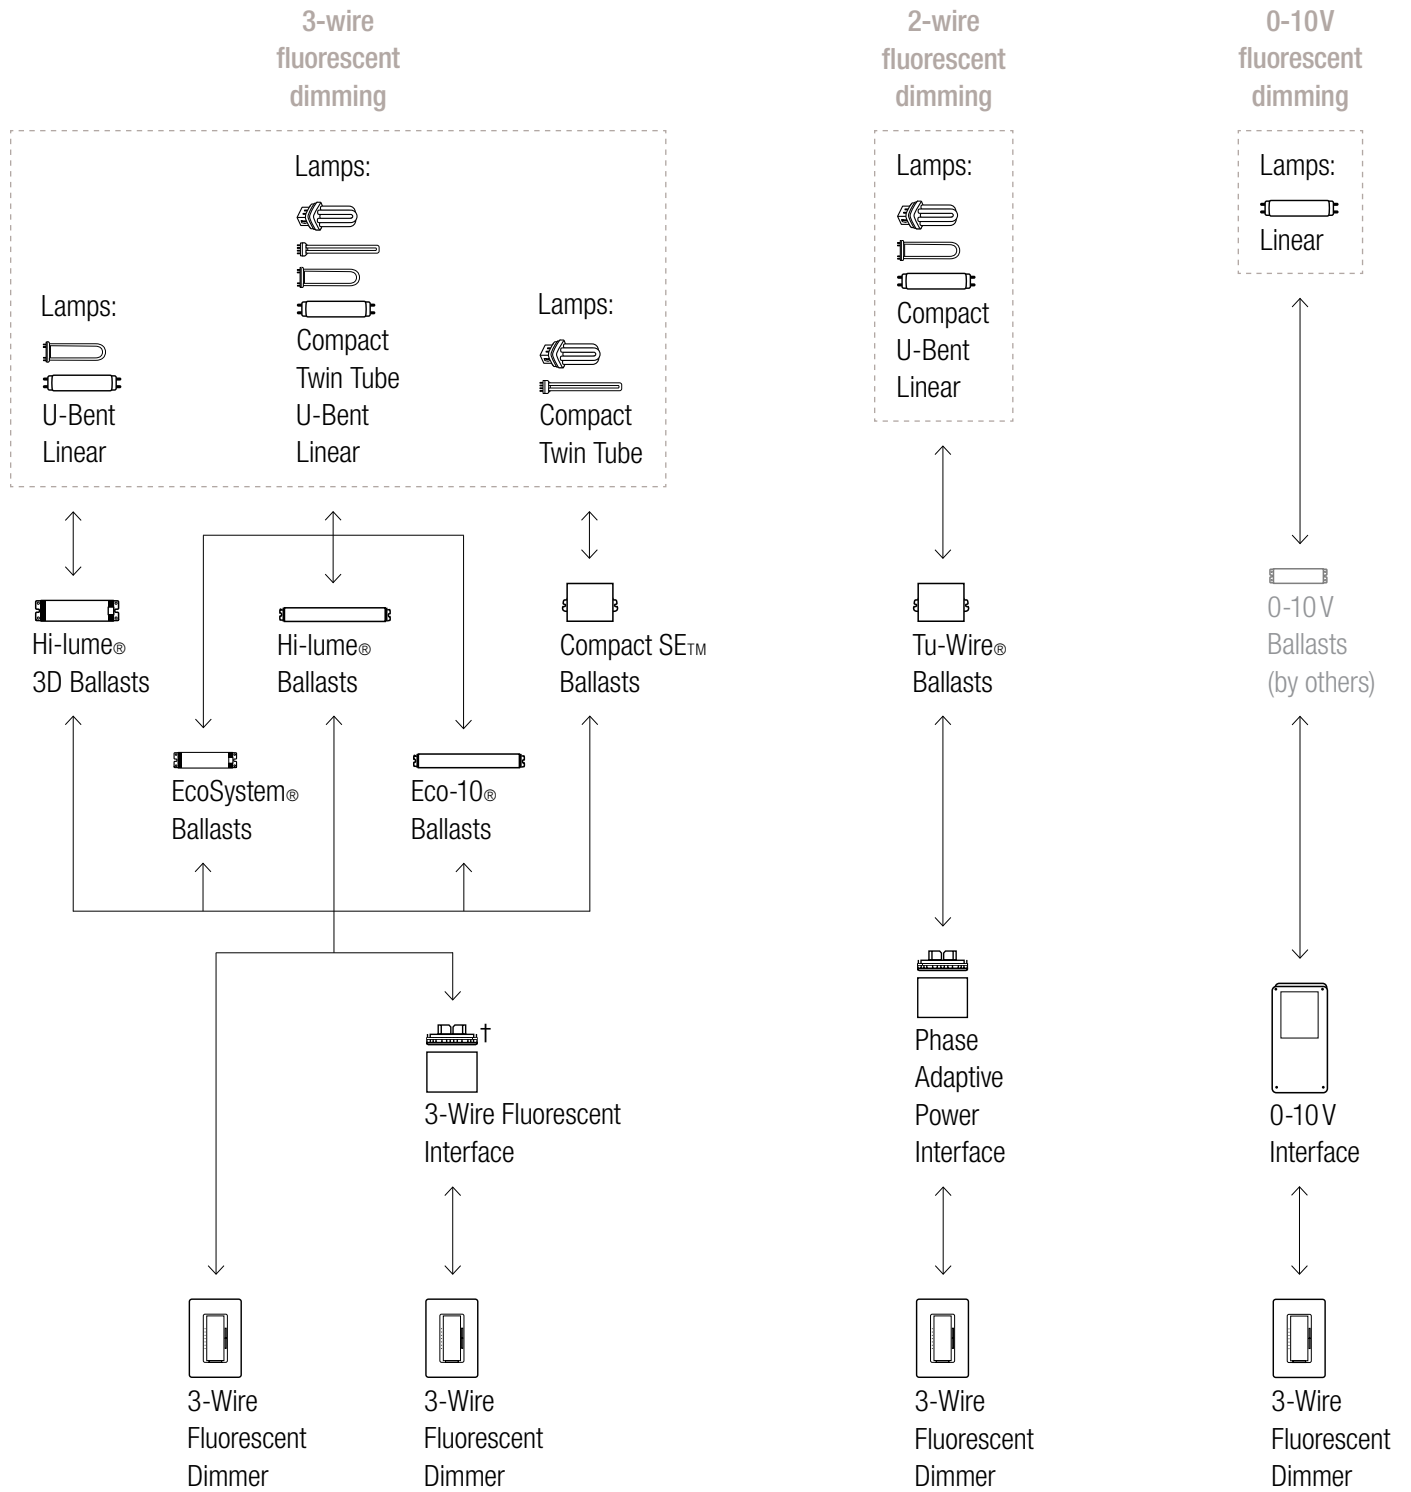 3-wire
fluorescent
dimming
2-wire
fluorescent
dimming
0-10V
fluorescent
dimming
Lamps:
U-Bent
Linear
Lamps:
Compact
Twin Tube
U-Bent
Linear
Lamps:
Compact
Twin Tube
Lamps:
Compact
U-Bent
Linear
Lamps:
Linear
Hi-lume®
3D Ballasts
Hi-lume®
Ballasts
Compact SE™
Ballasts
Tu-Wire®
Ballasts
0-10 V
Ballasts
(by others)
EcoSystem®
Ballasts
Eco-10®
Ballasts
†
3-Wire Fluorescent
Interface
Phase
Adaptive
Power
Interface
0-10 V
Interface
3-Wire
Fluorescent
Dimmer
3-Wire
Fluorescent
Dimmer
3-Wire
Fluorescent
Dimmer
3-Wire
Fluorescent
Dimmer